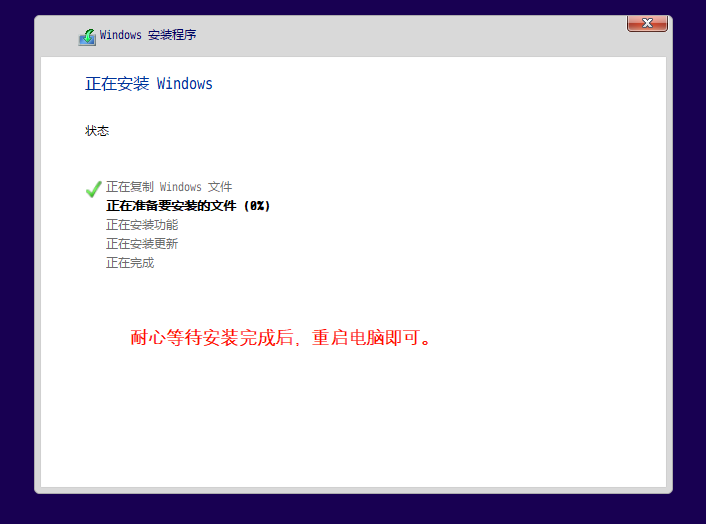 Windows 安装程序
正在安装 Windows
状态
正在复制 Windows 文件
正在准备要安装的文件 (0%)
正在安装功能
正在安装更新
正在完成
耐心等待安装完成后，重启电脑即可。